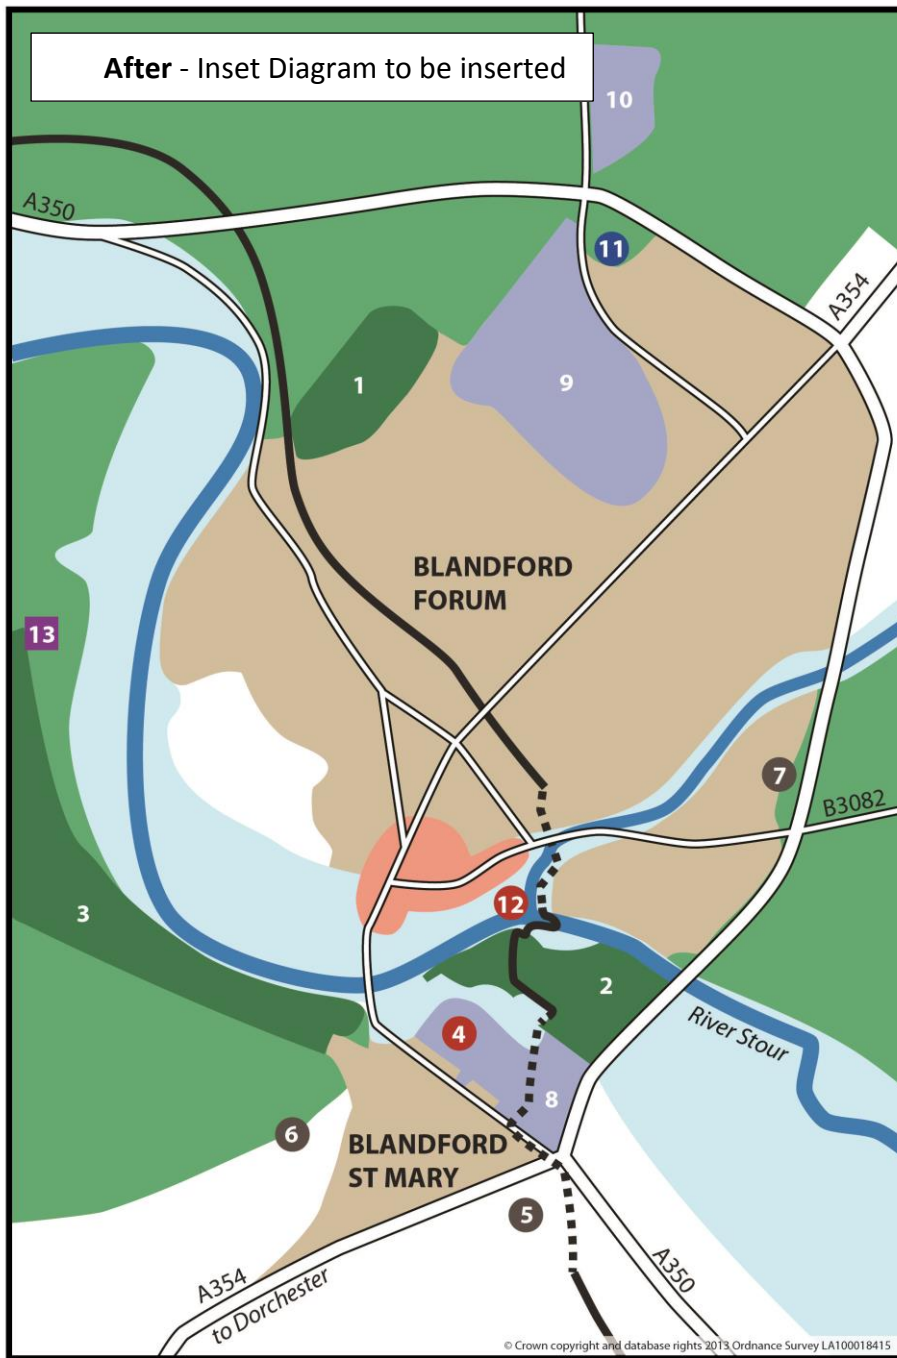 After - Inset Diagram to be inserted
10
A350
11
A354
1
9
BLANDFORD
FORUM
13
7
B3082
12
3
2
River Stour
4
8
6
BLANDFORD
ST MARY
5
A354
to Dorchester
A350
© Crown copyright and database rights 2013 Ordnance Survey LA100018415